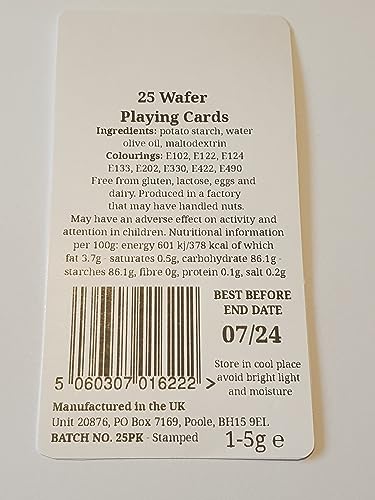 25 Wafer
Playing Cards
Ingredients: potato starch, water
olive oil, maltodextrin
Colourings: E102, E122, E124
E133, E202, E330, E422, E490
Free from gluten, lactose, eggs and
dairy. Produced in a factory
that may have handled nuts.
May have an adverse effect on activity and
attention in children. Nutritional information
per 100g: energy 601 kj/378 kcal of which
fat 3.7g - saturates 0.5g, carbohydrate 86.1g -
starches 86.1g, fibre 0g, protein 0.1g, salt 0.2g
BEST BEFORE
END DATE
07/24
Store in cool place
avoid bright light
and moisture
5 060307 016222 >
Manufactured in the UK
Unit 20876, PO Box 7169, Poole, BH15 9EL.
BATCH NO. 25PK - Stamped
1-5g e